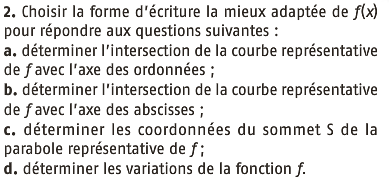 2. Choisir la forme d'écriture la mieux adaptée de f(x)
pour répondre aux questions suivantes :
a. déterminer l'intersection de la courbe représentative
de f avec l'axe des ordonnées ;
b. déterminer l'intersection de la courbe représentative
de f avec l'axe des abscisses ;
c. déterminer les coordonnées du sommet S de la
parabole représentative de f ;
d. déterminer les variations de la fonction f.